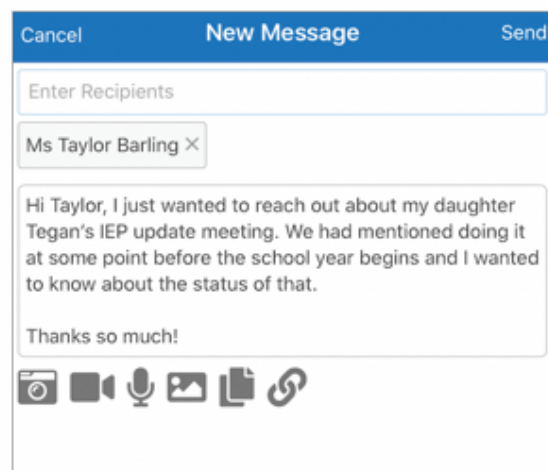 Cancel New Message Send
Enter Recipients
Ms Taylor Barling ×
Hi Taylor, I just wanted to reach out about my daughter
Tegan's IEP update meeting. We had mentioned doing it
at some point before the school year begins and I wanted
to know about the status of that.
Thanks so much!